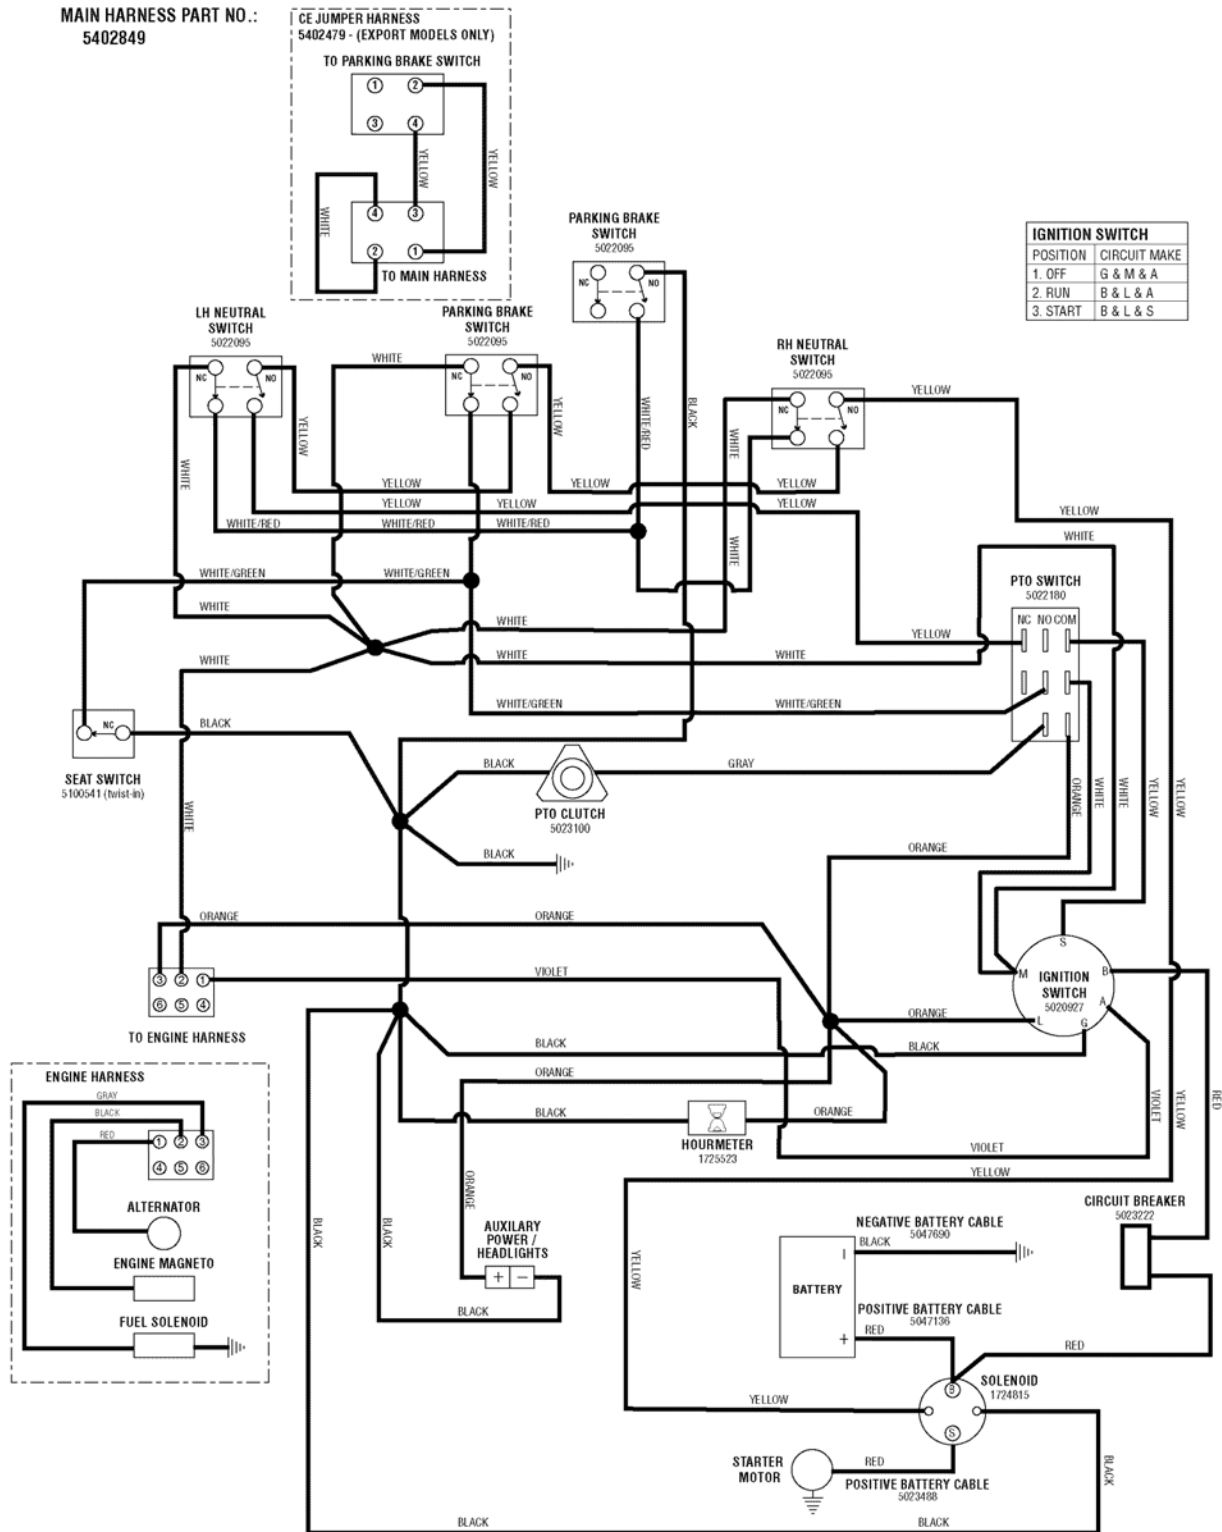 MAIN HARNESS PART NO.:
5402849
CE JUMPER HARNESS
5402479 - (EXPORT MODELS ONLY)
TO PARKING BRAKE SWITCH
1
2
3
4
YELLOW
YELLOW
WHITE
4
3
2
1
TO MAIN HARNESS
PARKING BRAKE
SWITCH
5022095
NC
NO
IGNITION SWITCH
POSITION CIRCUIT MAKE
1. OFF G & M & A
2. RUN B & L & A
3. START B & L & S
LH NEUTRAL
SWITCH
5022095
NC
NO
PARKING BRAKE
SWITCH
5022095
NC
NO
RH NEUTRAL
SWITCH
5022095
NC
NO
WHITE
YELLOW
WHITE
YELLOW
YELLOW
WHITE/RED
BLACK
WHITE
YELLOW
YELLOW
YELLOW
YELLOW
YELLOW
YELLOW
YELLOW
WHITE/RED
WHITE/RED
WHITE/RED
WHITE
WHITE
WHITE/GREEN
WHITE/GREEN
PTO SWITCH
5022180
NC NO COM
WHITE
WHITE
YELLOW
WHITE
WHITE
WHITE
WHITE/GREEN
WHITE/GREEN
NC
SEAT SWITCH
5100541 (twist-in)
BLACK
BLACK
GRAY
PTO CLUTCH
5023100
BLACK
WHITE
ORANGE
WHITE
WHITE
YELLOW
YELLOW
ORANGE
ORANGE
ORANGE
VIOLET
3 2 1
6 5 4
TO ENGINE HARNESS
S
M
B
A
L
G
IGNITION
SWITCH
5020927
ORANGE
BLACK
BLACK
ORANGE
BLACK
ORANGE
HOURMETER
1725523
VIOLET
YELLOW
RED
VIOLET
YELLOW
ENGINE HARNESS
GRAY
BLACK
RED
1 2 3
4 5 6
ALTERNATOR
ENGINE MAGNETO
FUEL SOLENOID
ORANGE
BLACK
BLACK
AUXILARY
POWER /
HEADLIGHTS
+ −
BLACK
YELLOW
NEGATIVE BATTERY CABLE
5047690
BLACK
BATTERY
−
+
POSITIVE BATTERY CABLE
5047136
RED
CIRCUIT BREAKER
5023222
RED
SOLENOID
1724815
B
S
YELLOW
STARTER
MOTOR
RED
POSITIVE BATTERY CABLE
5023488
BLACK
BLACK
BLACK